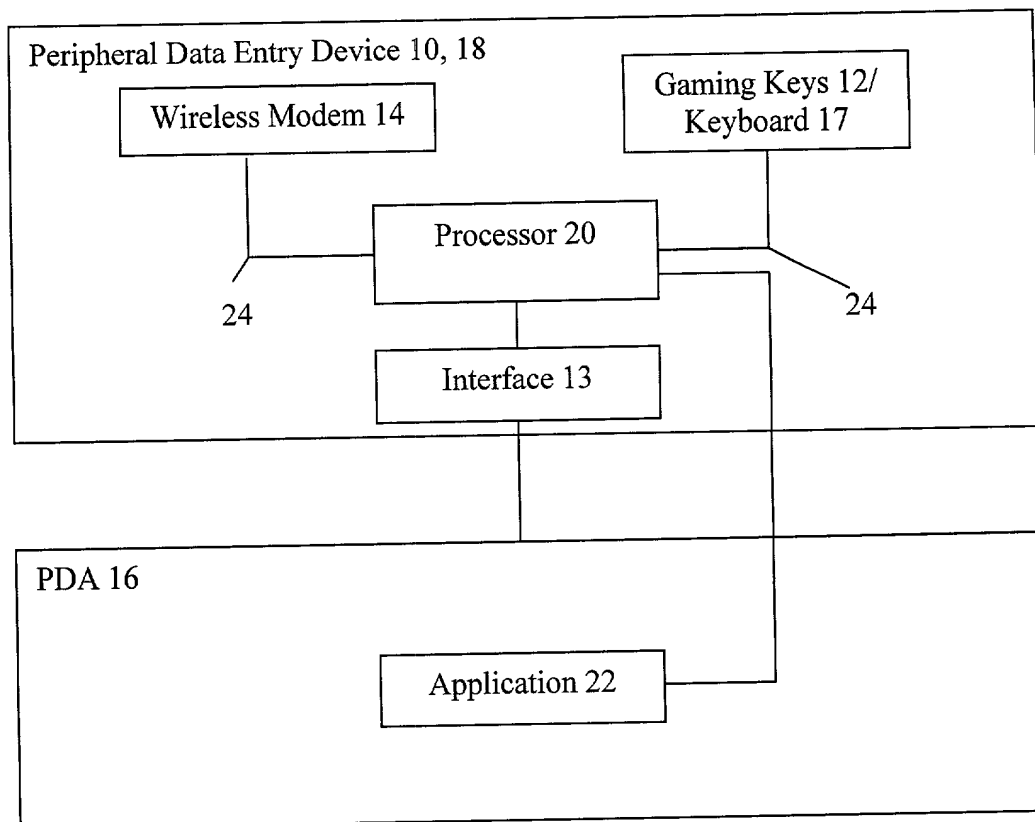 Peripheral Data Entry Device 10, 18
Wireless Modem 14
Gaming Keys 12/
Keyboard 17
Processor 20
24
24
Interface 13
PDA 16
Application 22